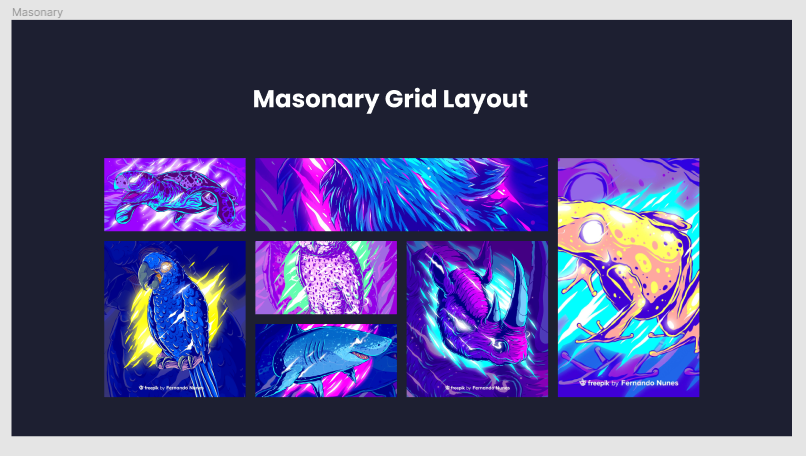 Masonary
Masonary Grid Layout
freepik by Fernando Nunes
freepik by Fernando Nunes
freepik by Fernando Nunes